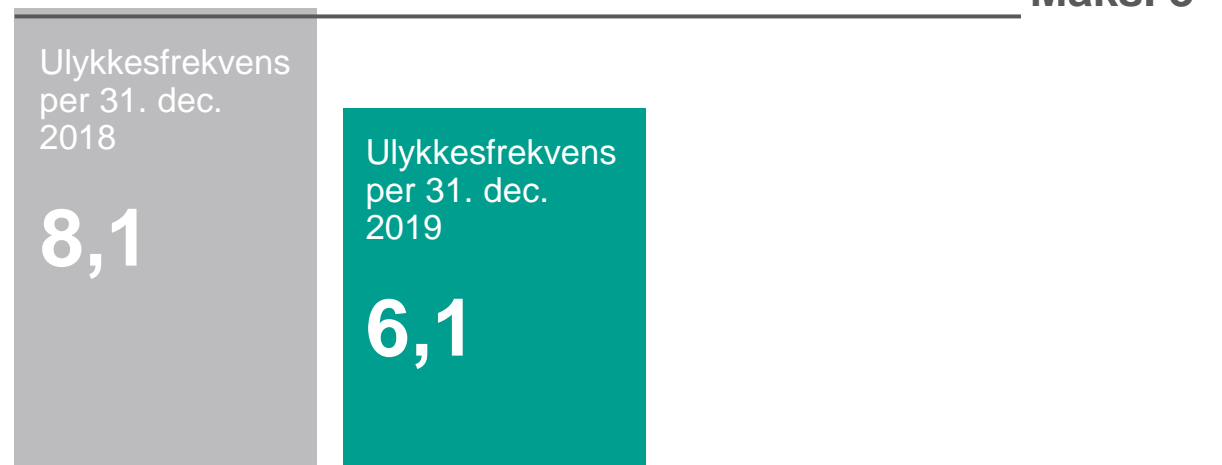 Ulykkesfrekvens
per 31. dec.
2018
8,1
Ulykkesfrekvens
per 31. dec.
2019
6,1